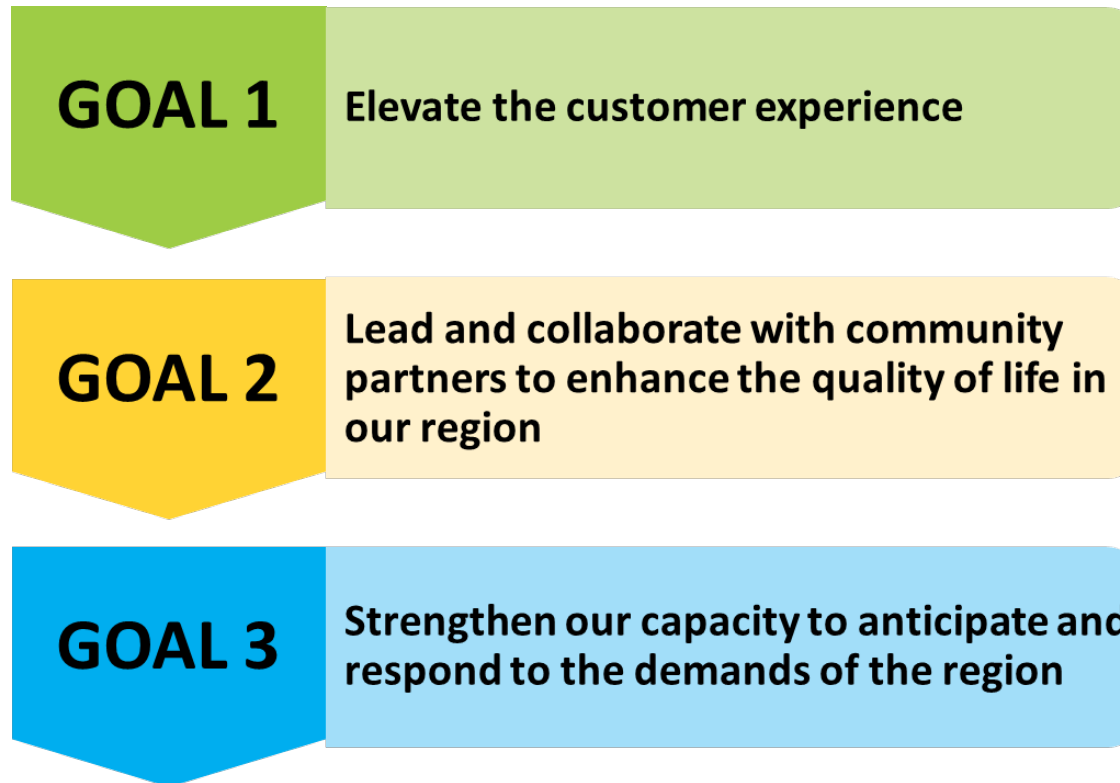 GOAL 1
Elevate the customer experience
GOAL 2
Lead and collaborate with community
partners to enhance the quality of life in
our region
GOAL 3
Strengthen our capacity to anticipate and
respond to the demands of the region